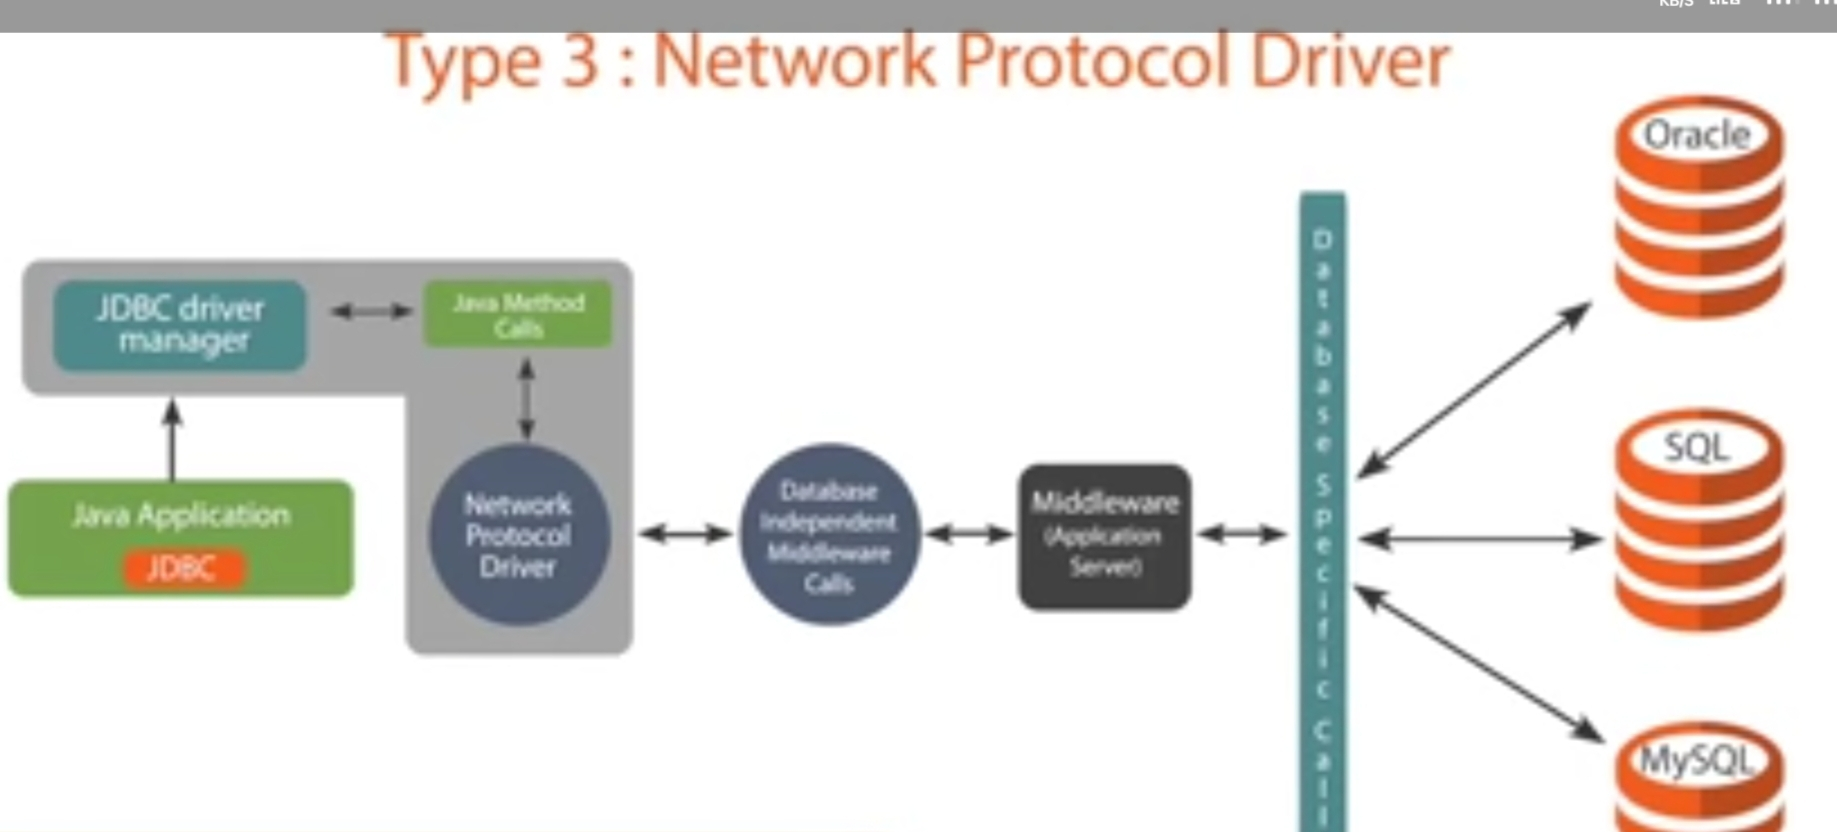 Type 3 : Network Protocol Driver
Oracle
JDBC driver
manager
Java Method
Calls
SQL
Java Application
JDBC
Network
Protocol
Driver
Database
Independent
Middleware
Calls
Middleware
(Applcation
Server)
Database Specific Call
MySQL